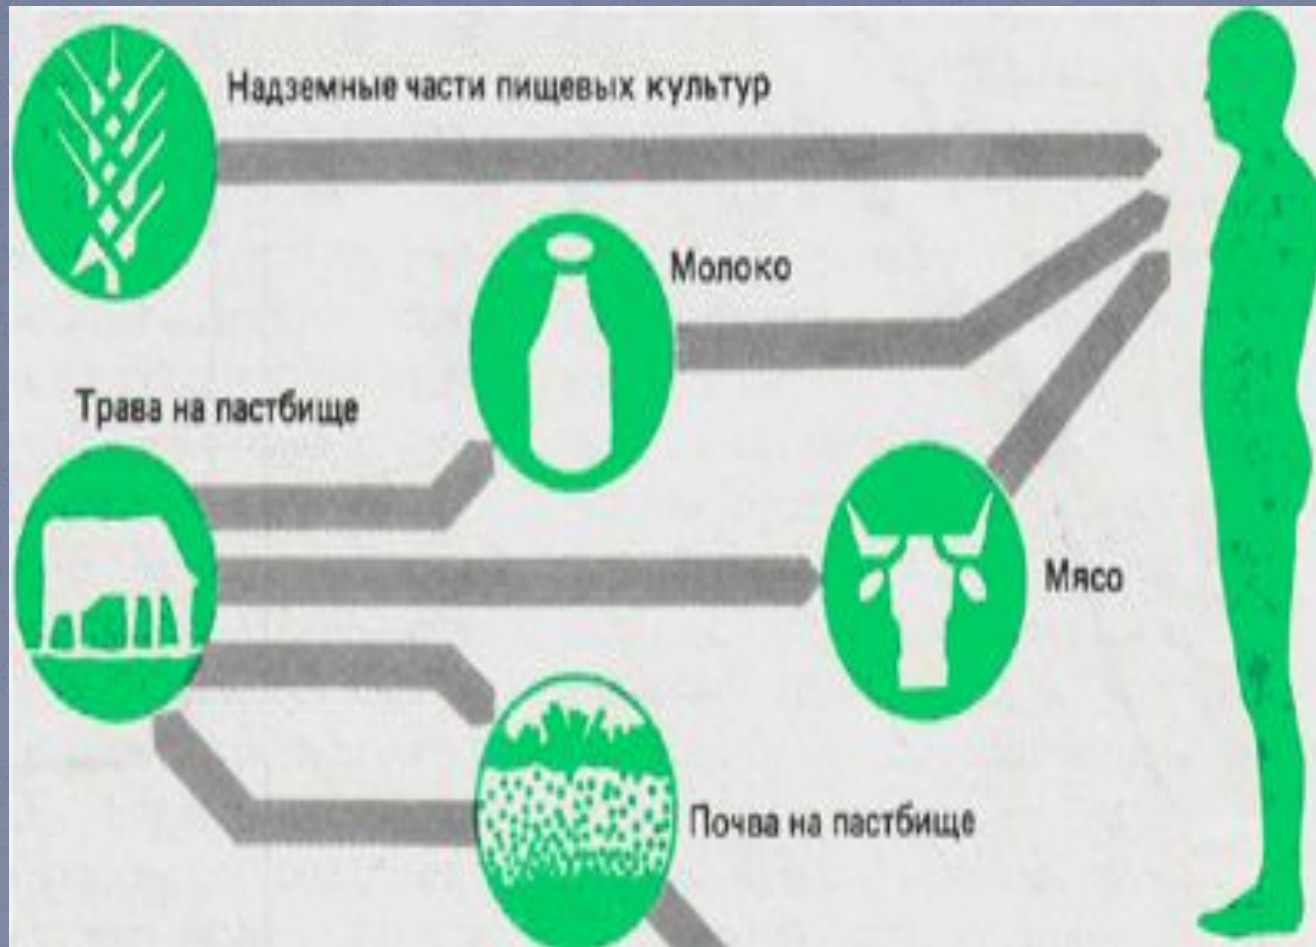 Надземные части пищевых культур
Молоко
Трава на пастбище
Мясо
Почва на пастбище